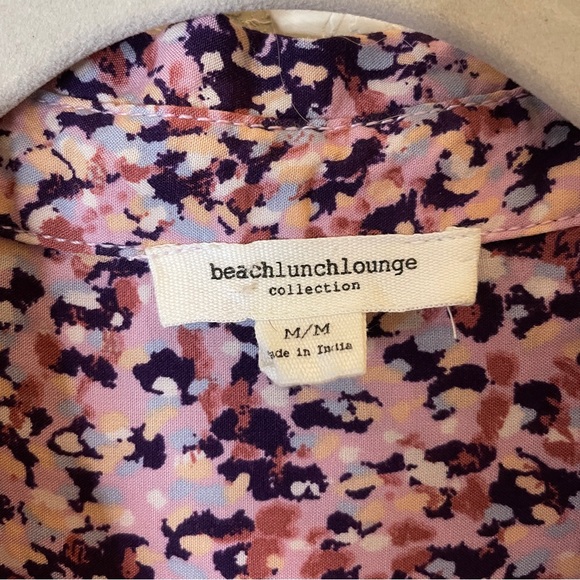 beachlunchlounge
collection
M/M
ade in India